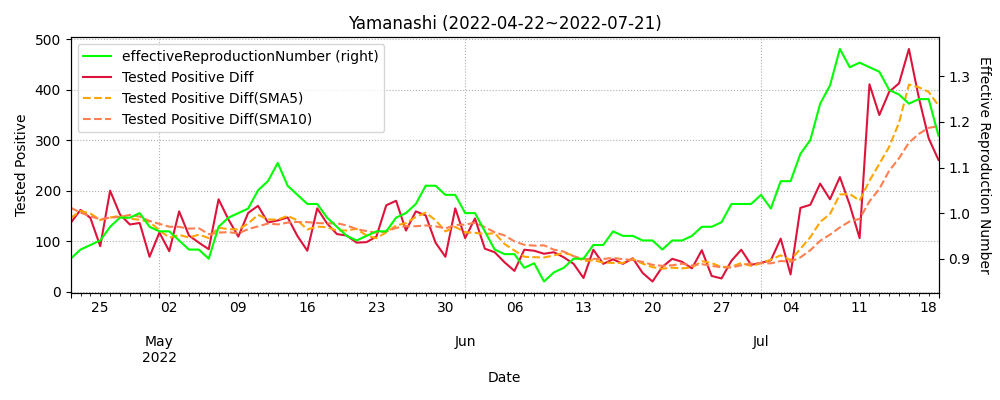 Yamanashi (2022-04-22~2022-07-21)
effectiveReproductionNumber (right)
Tested Positive Diff
Tested Positive Diff(SMA5)
Tested Positive Diff(SMA10)
Tested Positive
500
400
300
200
100
0
Effective Reproduction Number
1.3
1.2
1.1
1.0
0.9
25 02 09 16 23 30 06 13 20 27 04 11 18
May Jun Jul
2022
Date